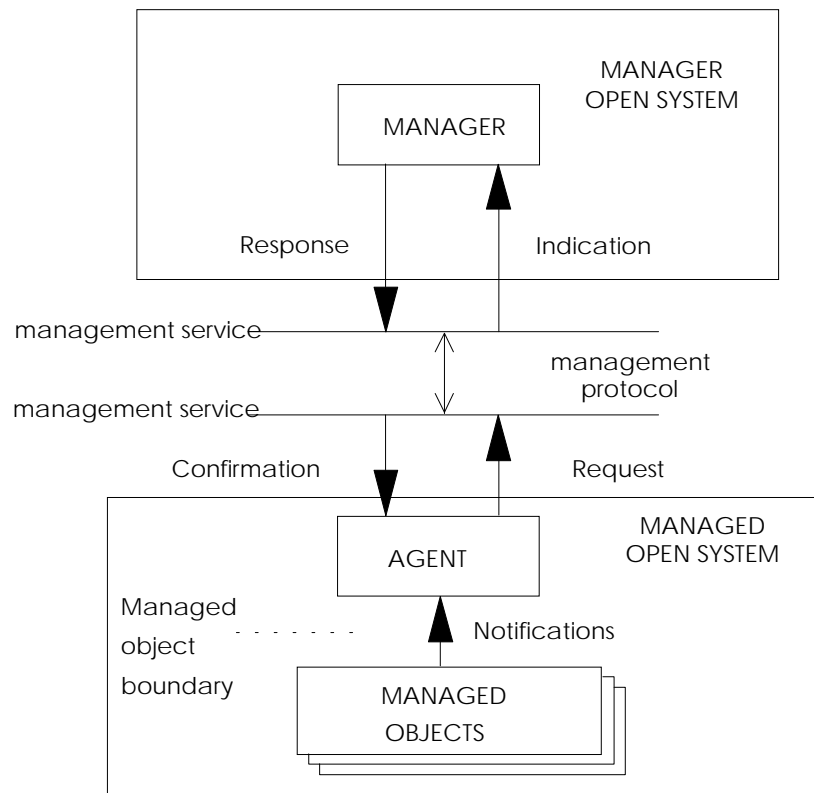 MANAGER
OPEN SYSTEM
MANAGER
Response
Indication
management service
management
protocol
management service
Confirmation
Request
MANAGED
OPEN SYSTEM
AGENT
Managed
object
boundary
Notifications
MANAGED
OBJECTS